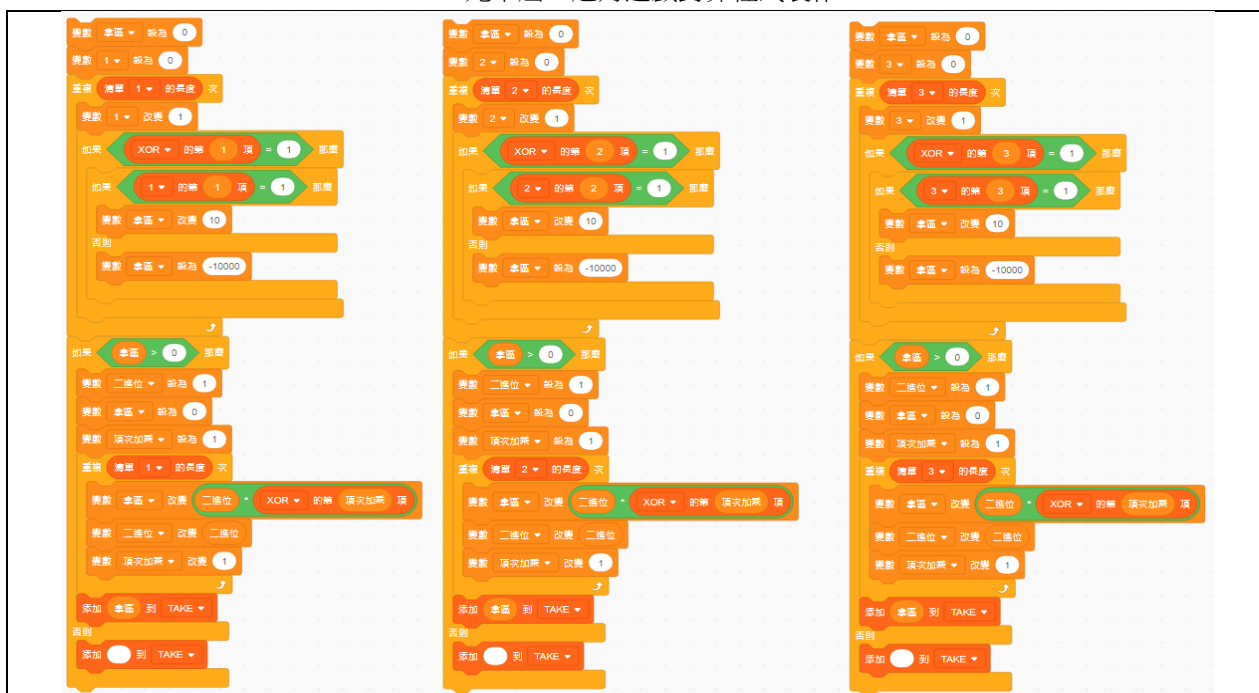 變數 拿區 設為 0
變數 1 設為 0
重複 清單 1 的長度 次
變數 1 改變 1
如果 XOR 的第 1 項 = 1 那麼
如果 1 的第 1 項 = 1 那麼
變數 拿區 改變 10
否則
變數 拿區 設為 -10000
如果 拿區 > 0 那麼
變數 二進位 設為 1
變數 拿區 設為 0
變數 項次加乘 設為 1
重複 清單 1 的長度 次
變數 拿區 改變 二進位 * XOR 的第 項次加乘 項
變數 二進位 改變 二進位
變數 項次加乘 改變 1
添加 拿區 到 TAKE
否則
添加 到 TAKE
變數 拿區 設為 0
變數 2 設為 0
重複 清單 2 的長度 次
變數 2 改變 1
如果 XOR 的第 2 項 = 1 那麼
如果 2 的第 2 項 = 1 那麼
變數 拿區 改變 10
否則
變數 拿區 設為 -10000
如果 拿區 > 0 那麼
變數 二進位 設為 1
變數 拿區 設為 0
變數 項次加乘 設為 1
重複 清單 2 的長度 次
變數 拿區 改變 二進位 * XOR 的第 項次加乘 項
變數 二進位 改變 二進位
變數 項次加乘 改變 1
添加 拿區 到 TAKE
否則
添加 到 TAKE
變數 拿區 設為 0
變數 3 設為 0
重複 清單 3 的長度 次
變數 3 改變 1
如果 XOR 的第 3 項 = 1 那麼
如果 3 的第 3 項 = 1 那麼
變數 拿區 改變 10
否則
變數 拿區 設為 -10000
如果 拿區 > 0 那麼
變數 二進位 設為 1
變數 拿區 設為 0
變數 項次加乘 設為 1
重複 清單 3 的長度 次
變數 拿區 改變 二進位 * XOR 的第 項次加乘 項
變數 二進位 改變 二進位
變數 項次加乘 改變 1
添加 拿區 到 TAKE
否則
添加 到 TAKE